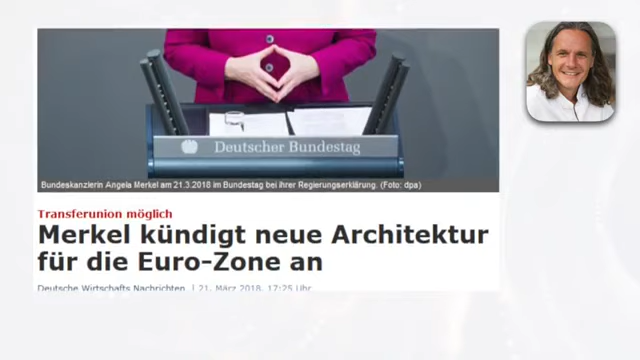 Deutscher Bundestag
Bundeskanzlerin Angela Merkel am 21.3.2018 im Bundestag bei ihrer Regierungserklärung. (Foto: dpa)
Transferunion möglich
Merkel kündigt neue Architektur
für die Euro-Zone an
Deutsche Wirtschafts Nachrichten | 21. März 2018, 17:25 Uhr